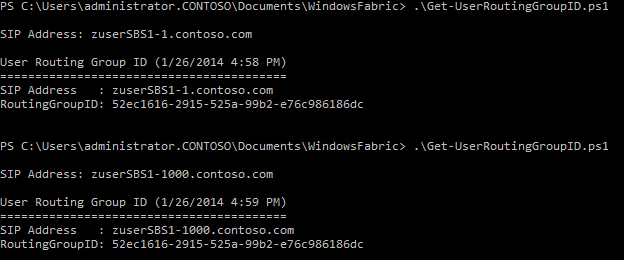 PS C:\Users\administrator.CONTOSO\Documents\WindowsFabric> .\Get-UserRoutingGroupID.ps1
SIP Address: zuserSBS1-1.contoso.com
User Routing Group ID (1/26/2014 4:58 PM)
=========================================
SIP Address   : zuserSBS1-1.contoso.com
RoutingGroupID: 52ec1616-2915-525a-99b2-e76c986186dc
PS C:\Users\administrator.CONTOSO\Documents\WindowsFabric> .\Get-UserRoutingGroupID.ps1
SIP Address: zuserSBS1-1000.contoso.com
User Routing Group ID (1/26/2014 4:59 PM)
=========================================
SIP Address   : zuserSBS1-1000.contoso.com
RoutingGroupID: 52ec1616-2915-525a-99b2-e76c986186dc